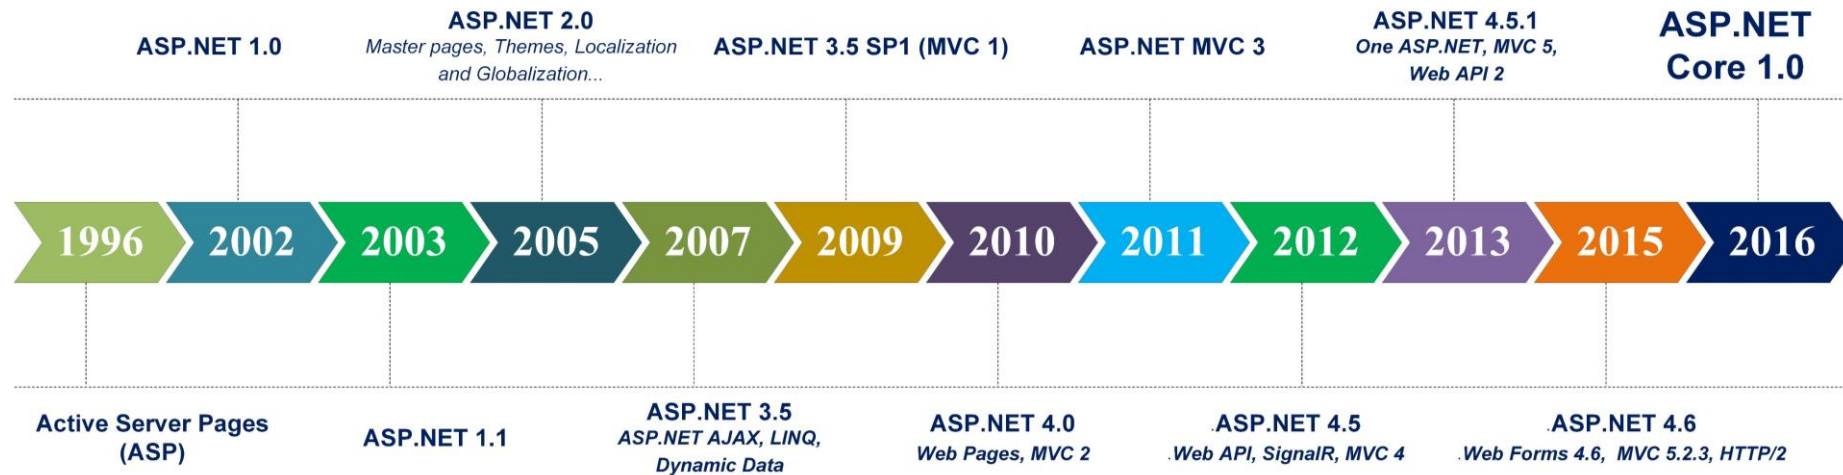 ASP.NET 1.0
ASP.NET 2.0
Master pages, Themes, Localization
and Globalization...
ASP.NET 3.5 SP1 (MVC 1)
ASP.NET MVC 3
ASP.NET 4.5.1
One ASP.NET, MVC 5,
Web API 2
ASP.NET
Core 1.0
1996
2002
2003
2005
2007
2009
2010
2011
2012
2013
2015
2016
Active Server Pages
(ASP)
ASP.NET 1.1
ASP.NET 3.5
ASP.NET AJAX, LINQ,
Dynamic Data
ASP.NET 4.0
Web Pages, MVC 2
.ASP.NET 4.5
.Web API, SignalR, MVC 4
.ASP.NET 4.6
.Web Forms 4.6, MVC 5.2.3, HTTP/2